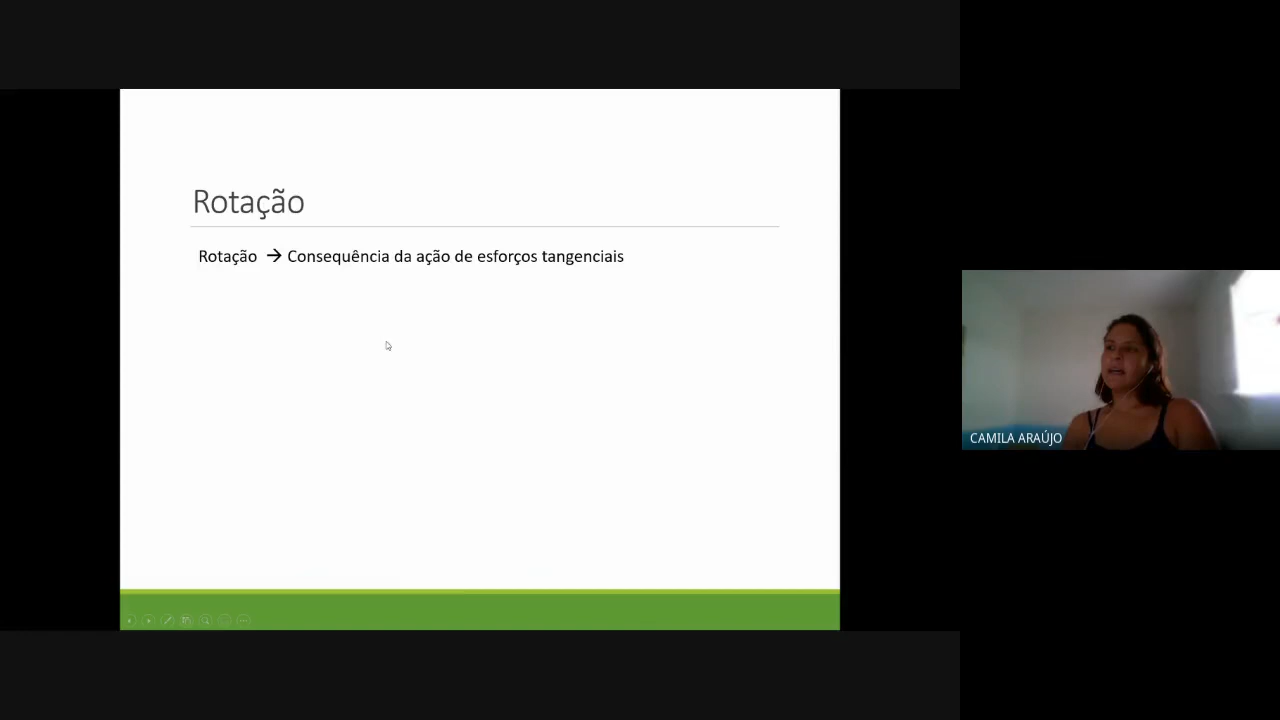 Rotação
Rotação → Consequência da ação de esforços tangenciais
CAMILA ARAÚJO